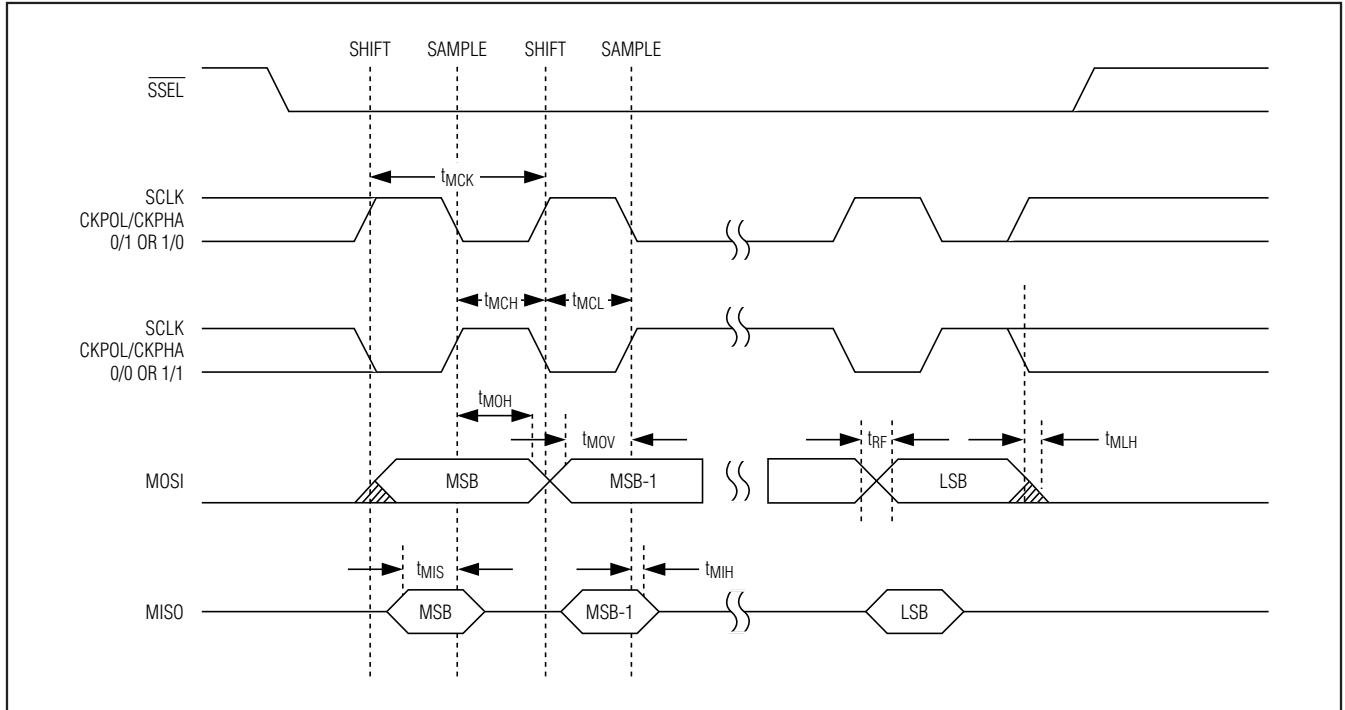 SHIFT SAMPLE SHIFT SAMPLE
SSEL
tMCK
SCLK
CKPOL/CKPHA
0/1 OR 1/0
tMCH tMCL
SCLK
CKPOL/CKPHA
0/0 OR 1/1
tMOH
tMOV tRF tMLH
MOSI MSB MSB-1 LSB
tMIS tMIH
MISO MSB MSB-1 LSB